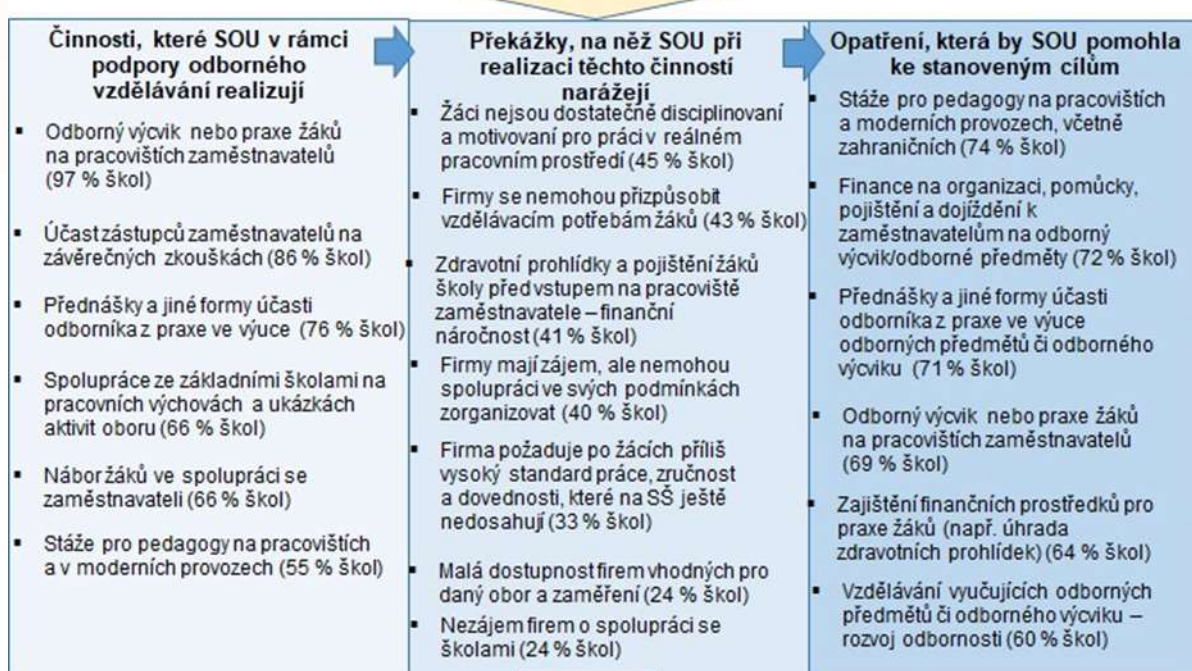 Činnosti, které SOU v rámci
podpory odborného
vzdělávání realizují
▪ Odborný výcvik nebo praxe žáků
na pracovištích zaměstnavatelů
(97 % škol)
▪ Účast zástupců zaměstnavatelů na
závěrečných zkouškách (86 % škol)
▪ Přednášky a jiné formy účasti
odborníka z praxe ve výuce (76 % škol)
▪ Spolupráce ze základními školami na
pracovních výchovách a ukázkách
aktivit oboru (66 % škol)
▪ Nábor žáků ve spolupráci se
zaměstnavateli (66 % škol)
▪ Stáže pro pedagogy na pracovištích
a v moderních provozech (55 % škol)
Překážky, na něž SOU při
realizaci těchto činností
narážejí
▪ Žáci nejsou dostatečně disciplinovaní
a motivovaní pro práci v reálném
pracovním prostředí (45 % škol)
▪ Firmy se nemohou přizpůsobit
vzdělávacím potřebám žáků (43 % škol)
▪ Zdravotní prohlídky a pojištění žáků
školy před vstupem na pracoviště
zaměstnavatele – finanční
náročnost (41 % škol)
▪ Firmy mají zájem, ale nemohou
spolupráci ve svých podmínkách
zorganizovat (40 % škol)
▪ Firma požaduje po žácích příliš
vysoký standard práce, zručnost
a dovednosti, které na SŠ ještě
nedosahují (33 % škol)
▪ Malá dostupnost firem vhodných pro
daný obor a zaměření (24 % škol)
▪ Nezájem firem o spolupráci se
školami (24 % škol)
Opatření, která by SOU pomohla
ke stanoveným cílům
▪ Stáže pro pedagogy na pracovištích
a moderních provozech, včetně
zahraničních (74 % škol)
▪ Finance na organizaci, pomůcky,
pojištění a dojíždění k
zaměstnavatelům na odborný
výcvik/odborné předměty (72 % škol)
▪ Přednášky a jiné formy účasti
odborníka z praxe ve výuce
odborných předmětů či odborného
výcviku (71 % škol)
▪ Odborný výcvik nebo praxe žáků
na pracovištích zaměstnavatelů
(69 % škol)
▪ Zajištění finančních prostředků pro
praxe žáků (např. úhrada
zdravotních prohlídek) (64 % škol)
▪ Vzdělávání vyučujících odborných
předmětů či odborného výcviku –
rozvoj odbornosti (60 % škol)